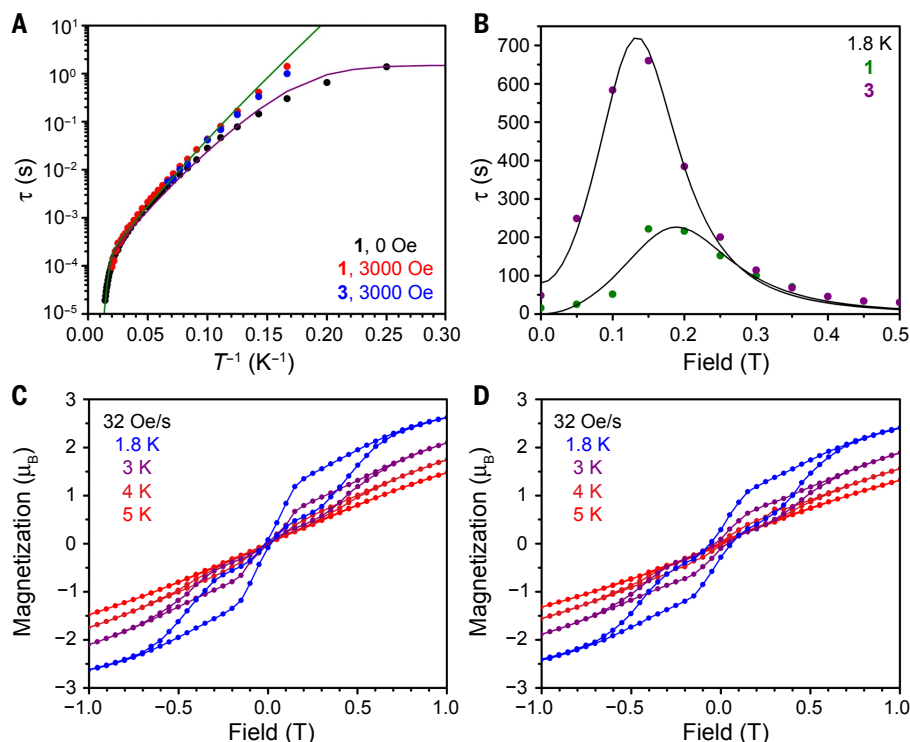 A
τ (s)
10¹
10⁰
10⁻¹
10⁻²
10⁻³
10⁻⁴
10⁻⁵
1, 0 Oe
1, 3000 Oe
3, 3000 Oe
0.00 0.05 0.10 0.15 0.20 0.25 0.30
T⁻¹ (K⁻¹)
B
τ (s)
700
600
500
400
300
200
100
0
1.8 K
1
3
0.0 0.1 0.2 0.3 0.4 0.5
Field (T)
C
Magnetization (μB)
3
2
1
0
−1
−2
−3
32 Oe/s
1.8 K
3 K
4 K
5 K
−1.0 −0.5 0.0 0.5 1.0
Field (T)
D
Magnetization (μB)
3
2
1
0
−1
−2
−3
32 Oe/s
1.8 K
3 K
4 K
5 K
−1.0 −0.5 0.0 0.5 1.0
Field (T)